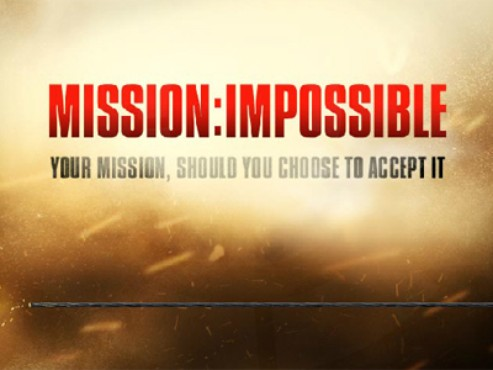 MISSION:IMPOSSIBLE
YOUR MISSION, SHOULD YOU CHOOSE TO ACCEPT IT